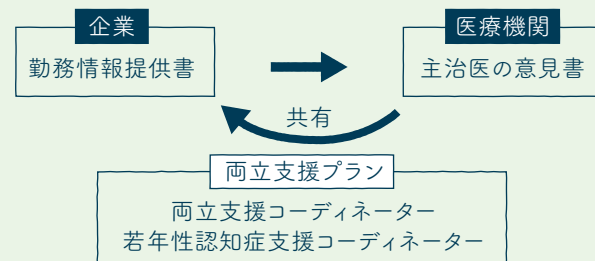 企業
勤務情報提供書
医療機関
主治医の意見書
共有
両立支援プラン
両立支援コーディネーター
若年性認知症支援コーディネーター